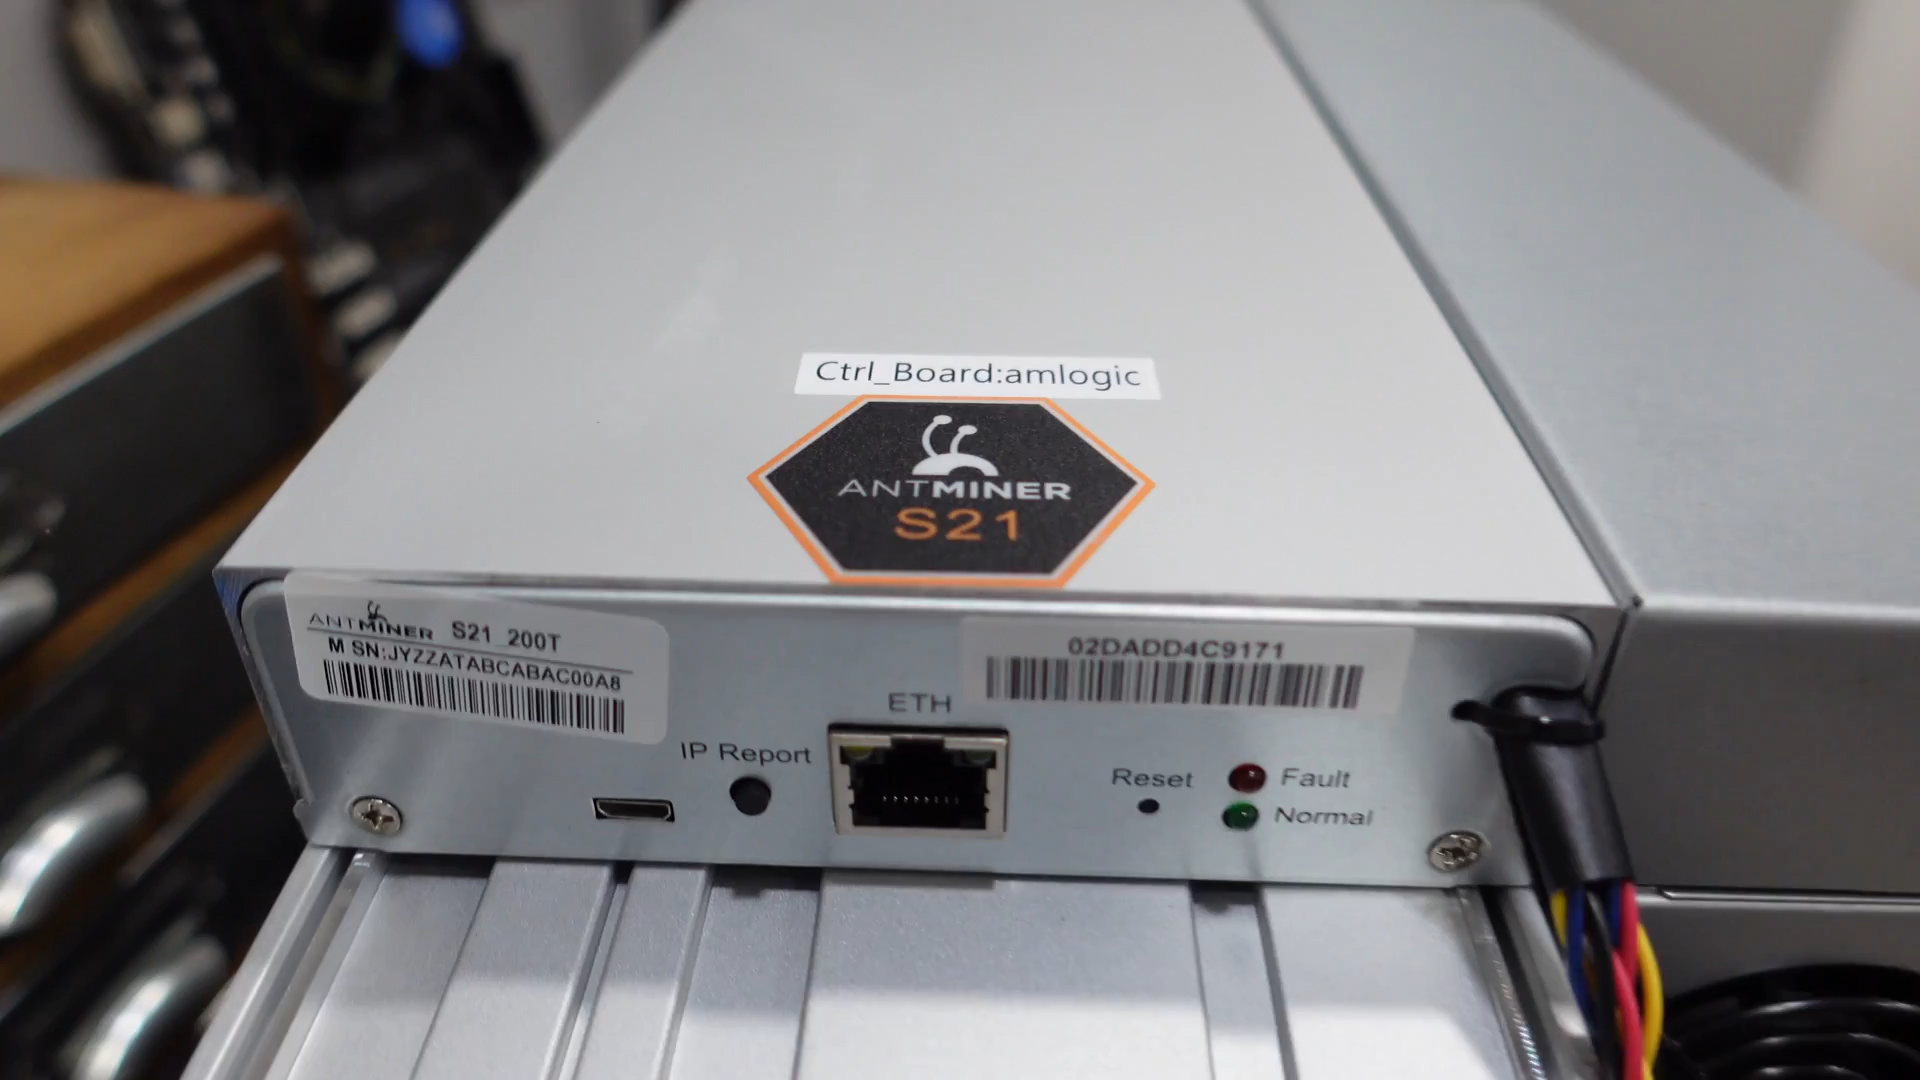 Ctrl_Board:amlogic
ANTMINER
S21
ANTMINER S21_200T
M SN:JYZZATABCABAC00A8
02DADD4C9171
ETH
IP Report
Reset
Fault
Normal